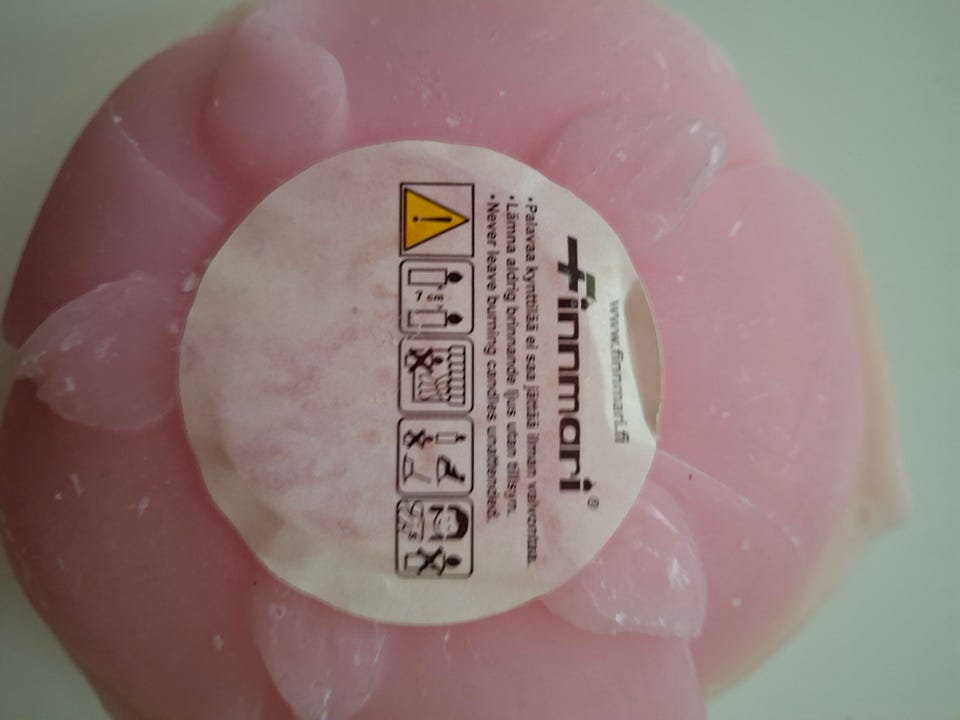 www.finnmari.fi
finnmari®
• Palavaa kynttilää ei saa jättää ilman valvontaa.
• Lämna aldrig brinnande ljus utan tillsyn.
• Never leave burning candles unattended.
!
7 cm